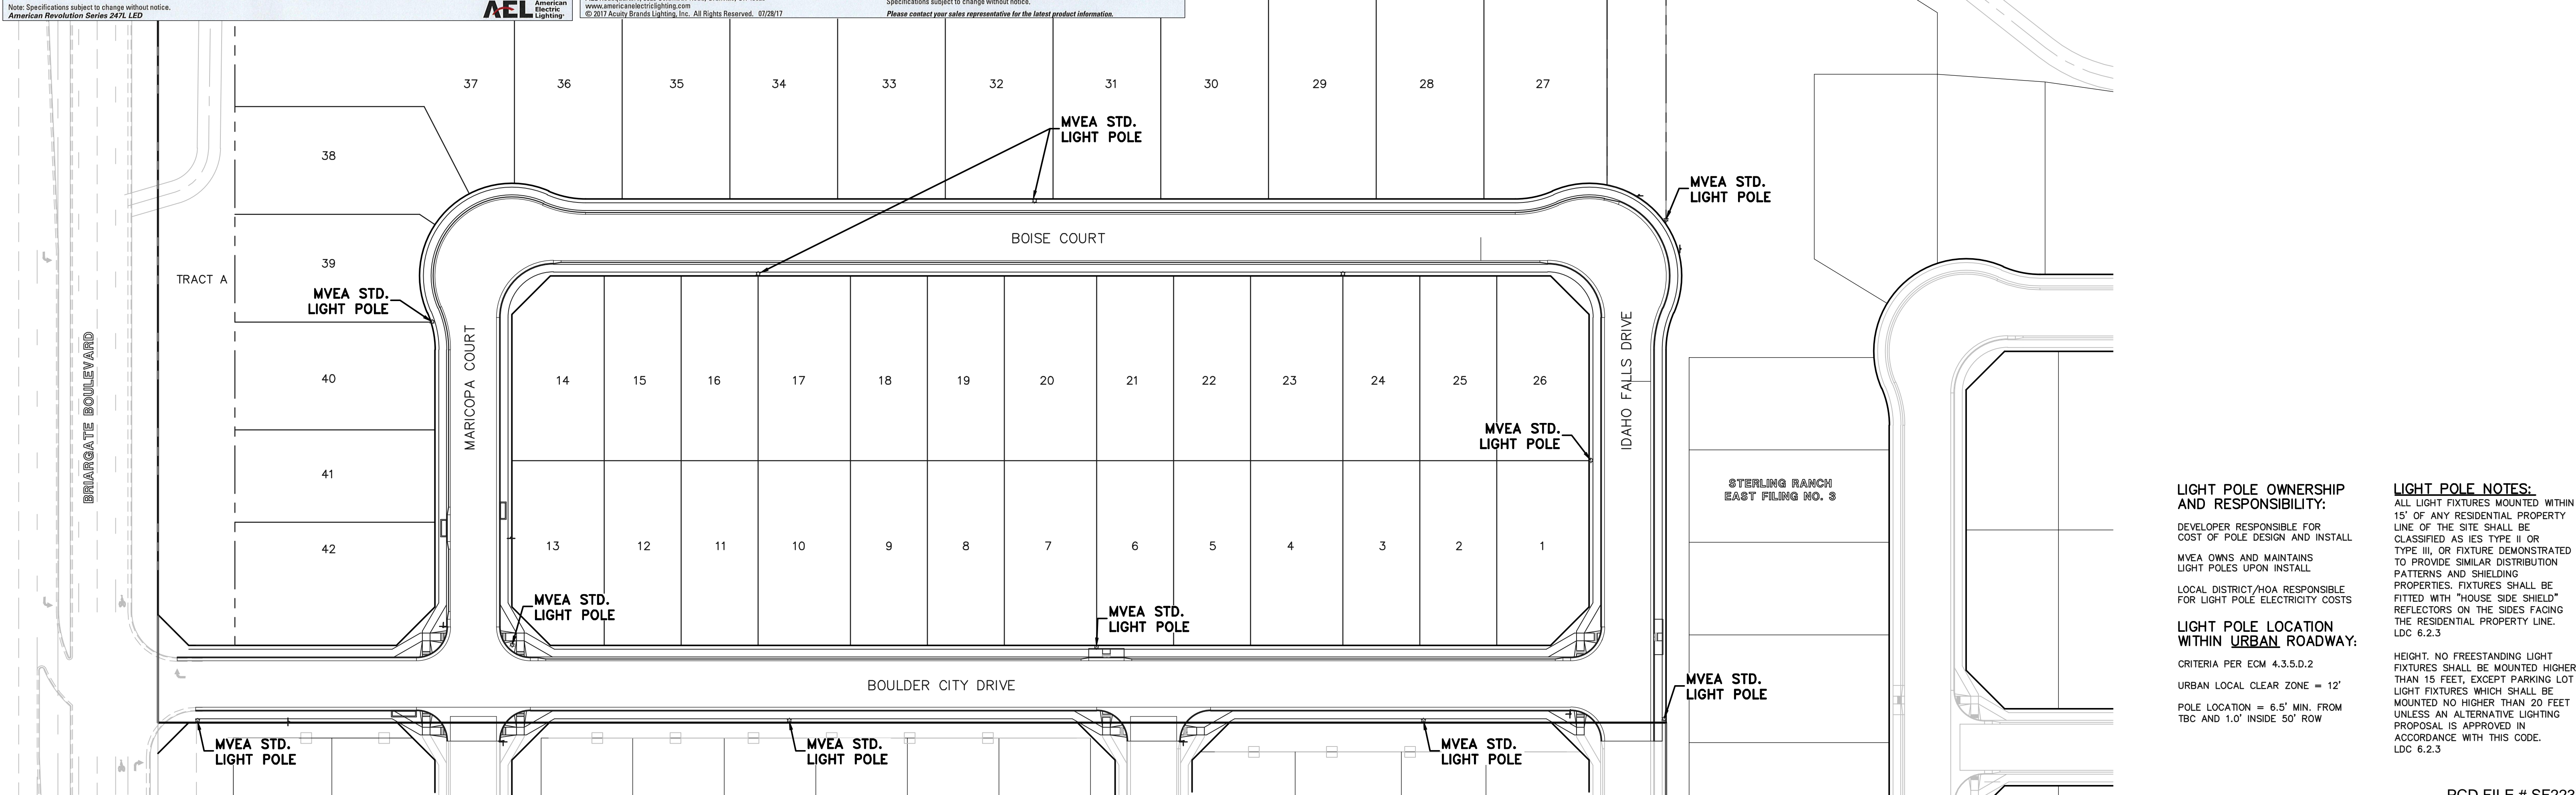 Note: Specifications subject to change without notice.
American Revolution Series 247L LED
AEL American
Electric
Lighting®
www.americanelectriclighting.com
© 2017 Acuity Brands Lighting, Inc. All Rights Reserved. 07/28/17
Specifications subject to change without notice.
Please contact your sales representative for the latest product information.
37
36
35
34
33
32
31
30
29
28
27
38
MVEA STD.
LIGHT POLE
MVEA STD.
LIGHT POLE
BOISE COURT
39
TRACT A
MVEA STD.
LIGHT POLE
BRIARGATE BOULEVARD
MARICOPA COURT
IDAHO FALLS DRIVE
40
14
15
16
17
18
19
20
21
22
23
24
25
26
MVEA STD.
LIGHT POLE
41
STERLING RANCH
EAST FILING NO. 3
42
13
12
11
10
9
8
7
6
5
4
3
2
1
MVEA STD.
LIGHT POLE
MVEA STD.
LIGHT POLE
BOULDER CITY DRIVE
MVEA STD.
LIGHT POLE
MVEA STD.
LIGHT POLE
MVEA STD.
LIGHT POLE
MVEA STD.
LIGHT POLE
LIGHT POLE OWNERSHIP
AND RESPONSIBILITY:
DEVELOPER RESPONSIBLE FOR
COST OF POLE DESIGN AND INSTALL
MVEA OWNS AND MAINTAINS
LIGHT POLES UPON INSTALL
LOCAL DISTRICT/HOA RESPONSIBLE
FOR LIGHT POLE ELECTRICITY COSTS
LIGHT POLE LOCATION
WITHIN URBAN ROADWAY:
CRITERIA PER ECM 4.3.5.D.2
URBAN LOCAL CLEAR ZONE = 12'
POLE LOCATION = 6.5' MIN. FROM
TBC AND 1.0' INSIDE 50' ROW
LIGHT POLE NOTES:
ALL LIGHT FIXTURES MOUNTED WITHIN
15' OF ANY RESIDENTIAL PROPERTY
LINE OF THE SITE SHALL BE
CLASSIFIED AS IES TYPE II OR
TYPE III, OR FIXTURE DEMONSTRATED
TO PROVIDE SIMILAR DISTRIBUTION
PATTERNS AND SHIELDING
PROPERTIES. FIXTURES SHALL BE
FITTED WITH "HOUSE SIDE SHIELD"
REFLECTORS ON THE SIDES FACING
THE RESIDENTIAL PROPERTY LINE.
LDC 6.2.3
HEIGHT. NO FREESTANDING LIGHT
FIXTURES SHALL BE MOUNTED HIGHER
THAN 15 FEET, EXCEPT PARKING LOT
LIGHT FIXTURES WHICH SHALL BE
MOUNTED NO HIGHER THAN 20 FEET
UNLESS AN ALTERNATIVE LIGHTING
PROPOSAL IS APPROVED IN
ACCORDANCE WITH THIS CODE.
LDC 6.2.3